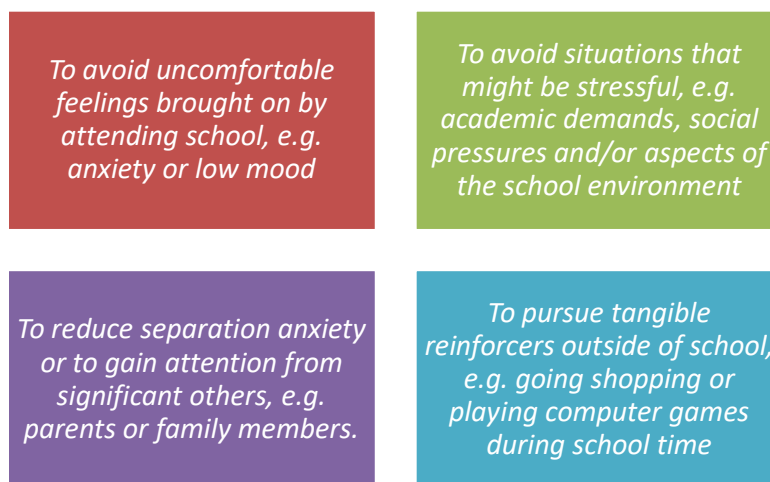 To avoid uncomfortable
feelings brought on by
attending school, e.g.
anxiety or low mood
To avoid situations that
might be stressful, e.g.
academic demands, social
pressures and/or aspects of
the school environment
To reduce separation anxiety
or to gain attention from
significant others, e.g.
parents or family members.
To pursue tangible
reinforcers outside of school,
e.g. going shopping or
playing computer games
during school time